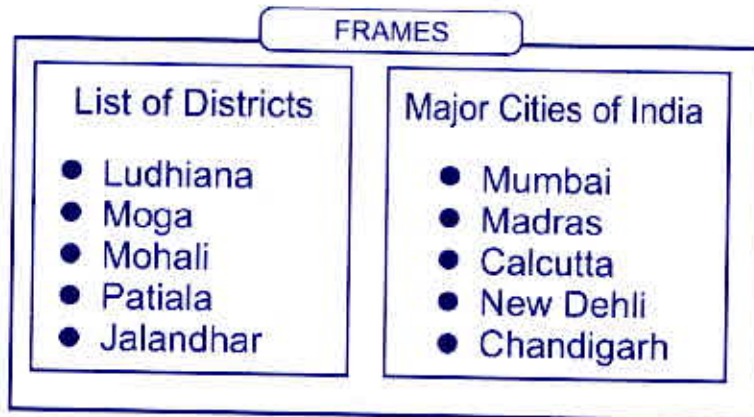 FRAMES
List of Districts
● Ludhiana
● Moga
● Mohali
● Patiala
● Jalandhar
Major Cities of India
● Mumbai
● Madras
● Calcutta
● New Dehli
● Chandigarh